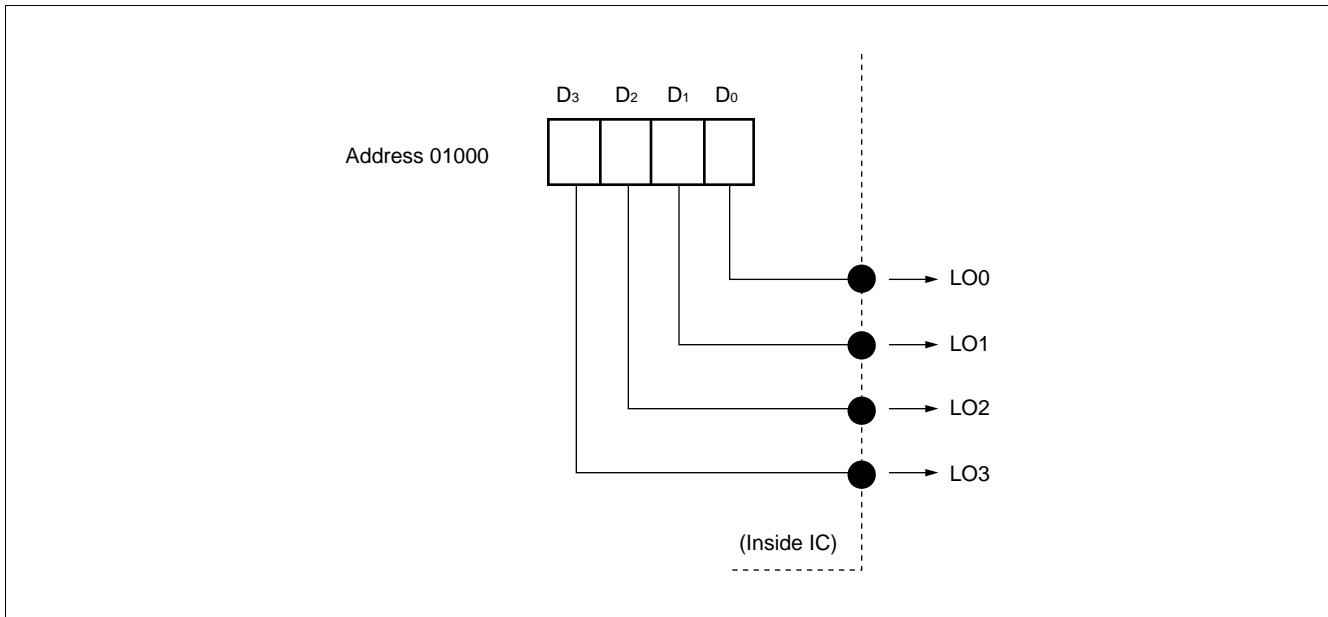 D3 D2 D1 D0
Address 01000
LO0
LO1
LO2
LO3
(Inside IC)